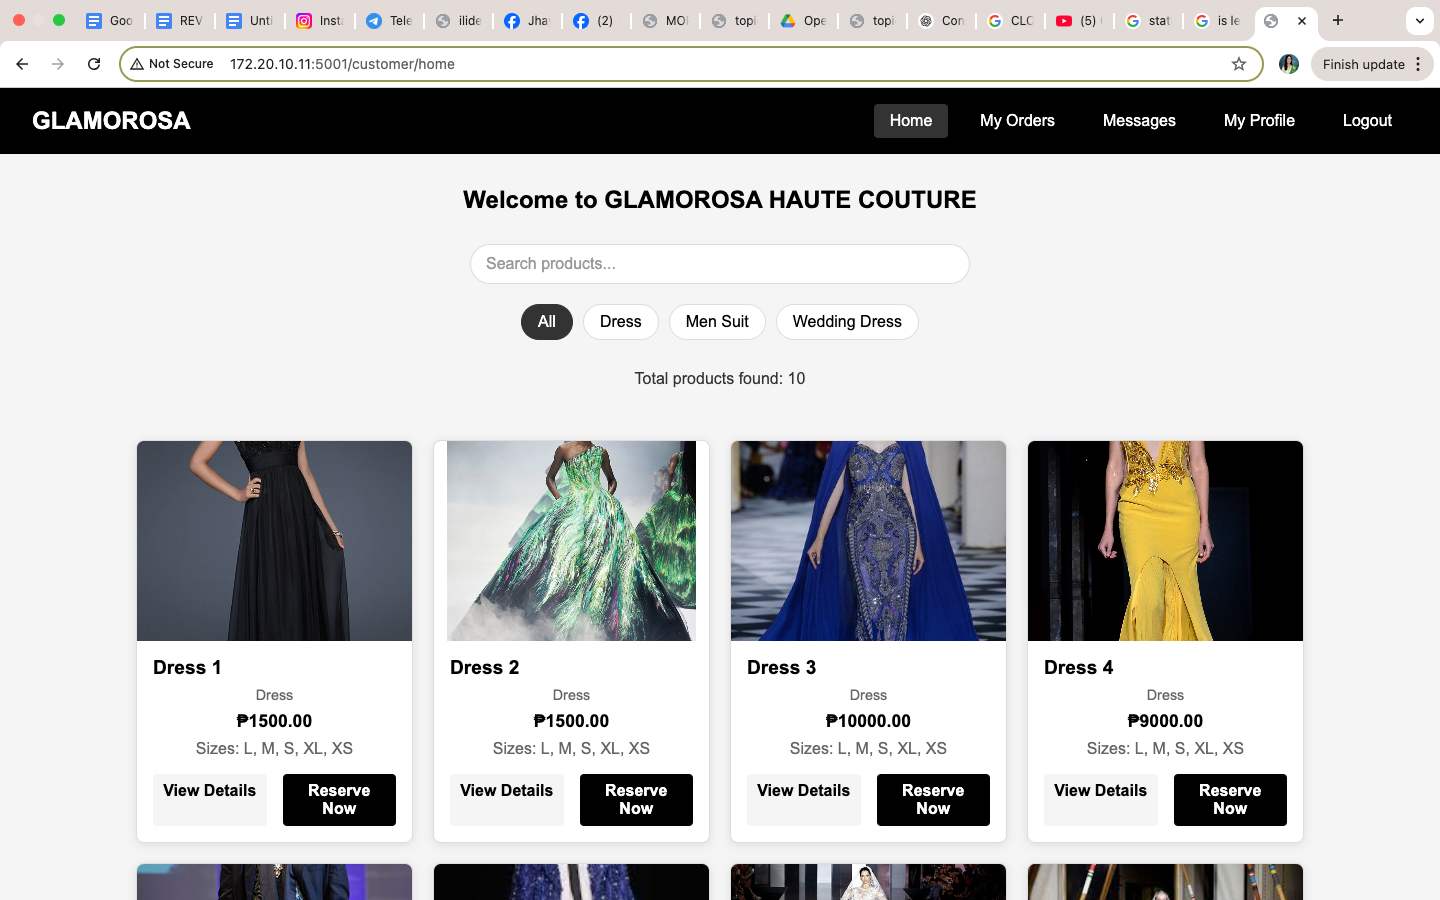 Goo
REV
Unti
Inst
Tele
ilide
Jha
(2)
MO
topi
Ope
topi
Con
CLC
(5)
stat
is le
Not Secure
172.20.10.11:5001/customer/home
Finish update
GLAMOROSA
Home
My Orders
Messages
My Profile
Logout
Welcome to GLAMOROSA HAUTE COUTURE
Search products...
All
Dress
Men Suit
Wedding Dress
Total products found: 10
Dress 1
Dress
₱1500.00
Sizes: L, M, S, XL, XS
View Details
Reserve
Now
Dress 2
Dress
₱1500.00
Sizes: L, M, S, XL, XS
View Details
Reserve
Now
Dress 3
Dress
₱10000.00
Sizes: L, M, S, XL, XS
View Details
Reserve
Now
Dress 4
Dress
₱9000.00
Sizes: L, M, S, XL, XS
View Details
Reserve
Now